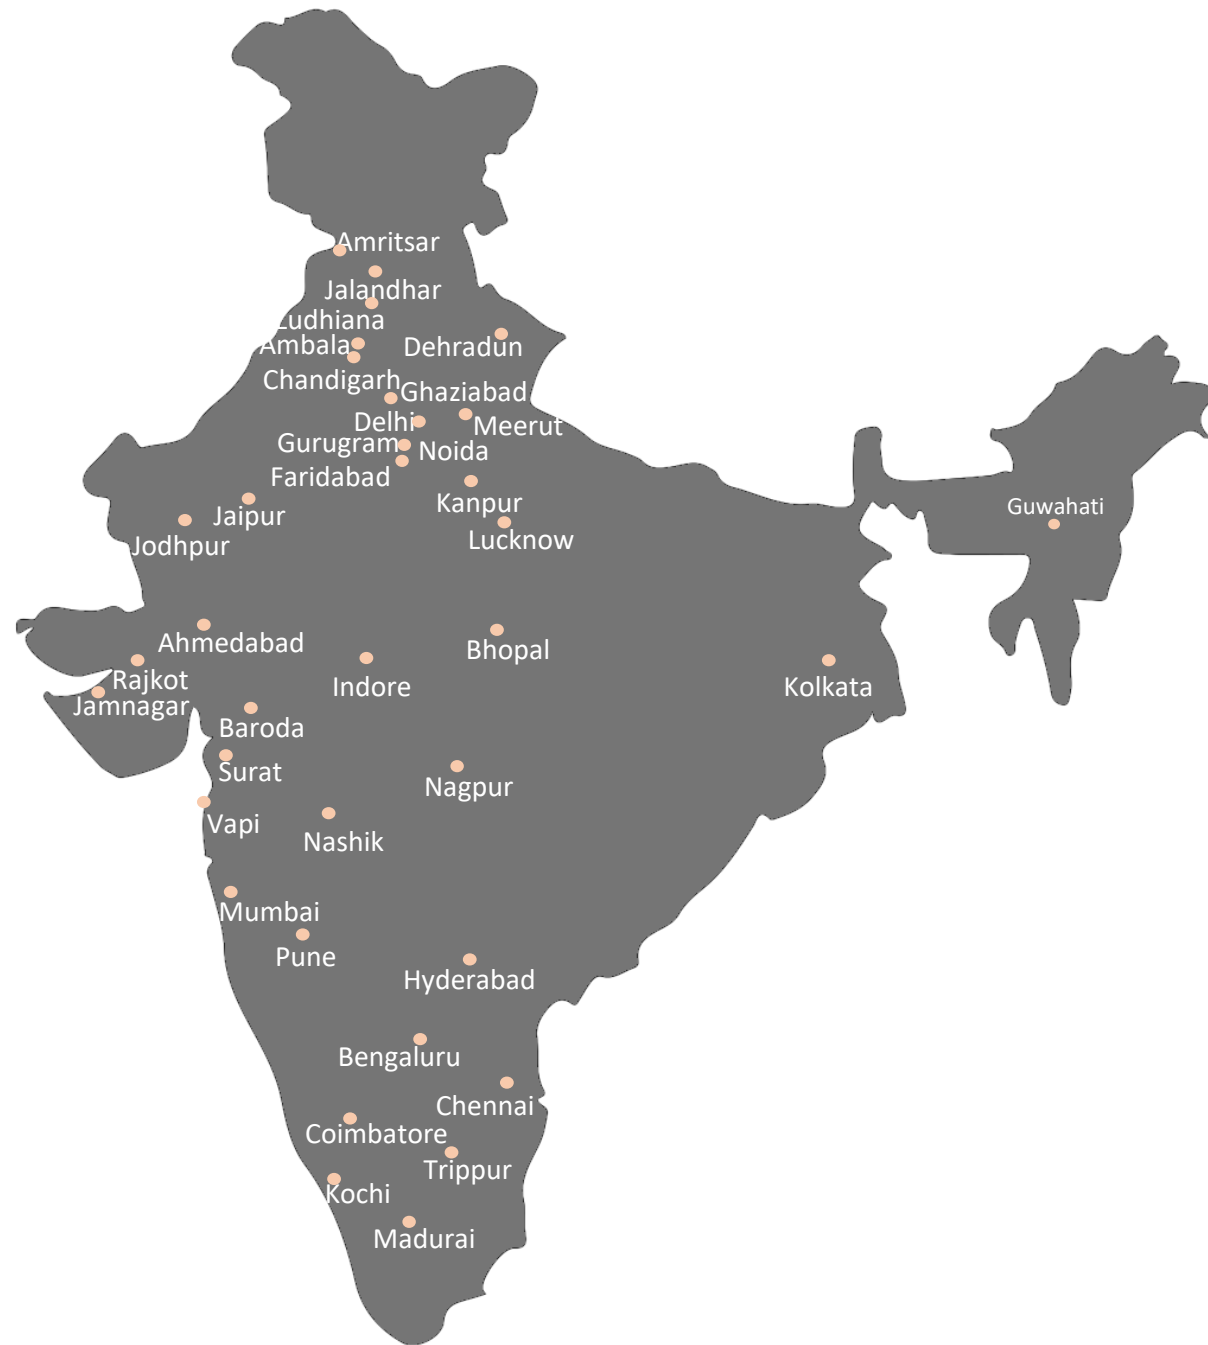 Amritsar
Jalandhar
Ludhiana
Ambala
Dehradun
Chandigarh
Ghaziabad
Delhi
Meerut
Gurugram
Noida
Faridabad
Kanpur
Jaipur
Guwahati
Jodhpur
Lucknow
Ahmedabad
Bhopal
Rajkot
Indore
Kolkata
Jamnagar
Baroda
Surat
Nagpur
Vapi
Nashik
Mumbai
Pune
Hyderabad
Bengaluru
Chennai
Coimbatore
Trippur
Kochi
Madurai